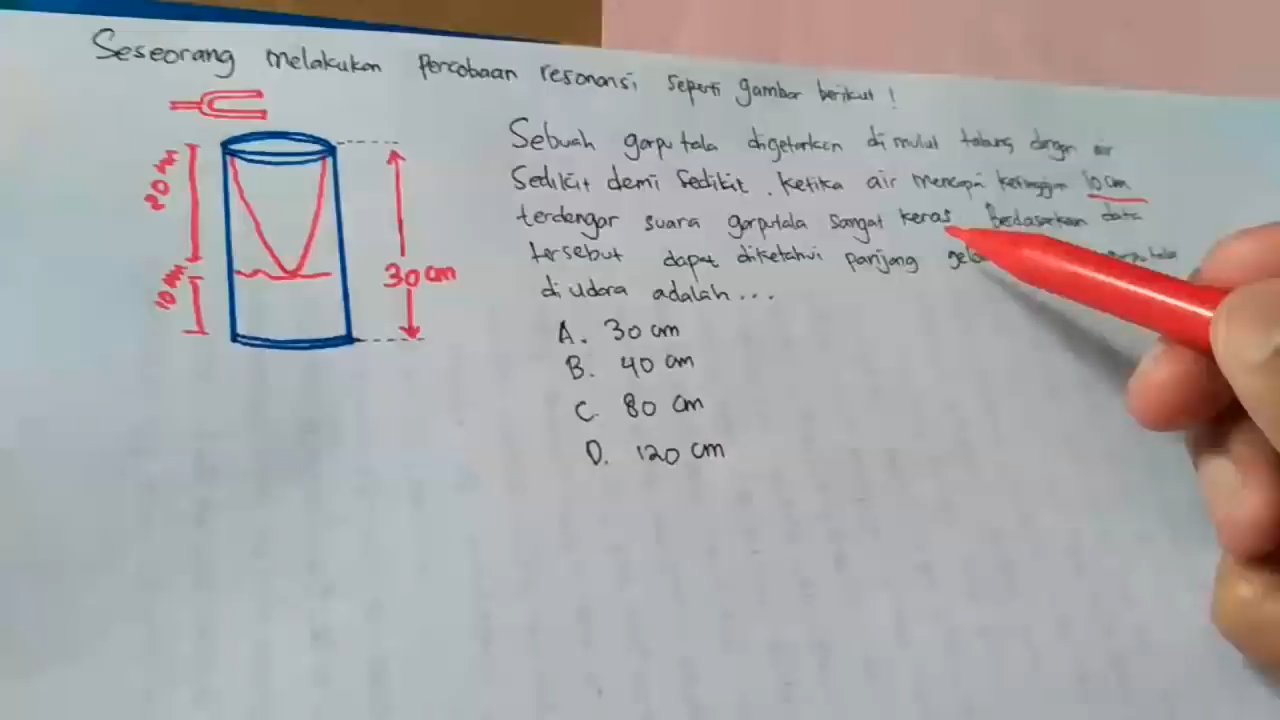 Seseorang melakukan Percobaan resonansi seperti gambar berikut !
20 cm
10 cm
30 cm
Sebuah garputala digetarkan di mulut tabung dengan air
Sedikit demi Sedikit. Ketika air mencapai ketinggian 10 cm
terdengar suara garputala sangat keras. Berdasarkan data
tersebut dapat diketahui panjang
di udara adalah...
A. 30 cm
B. 40 cm
C. 80 cm
D. 120 cm